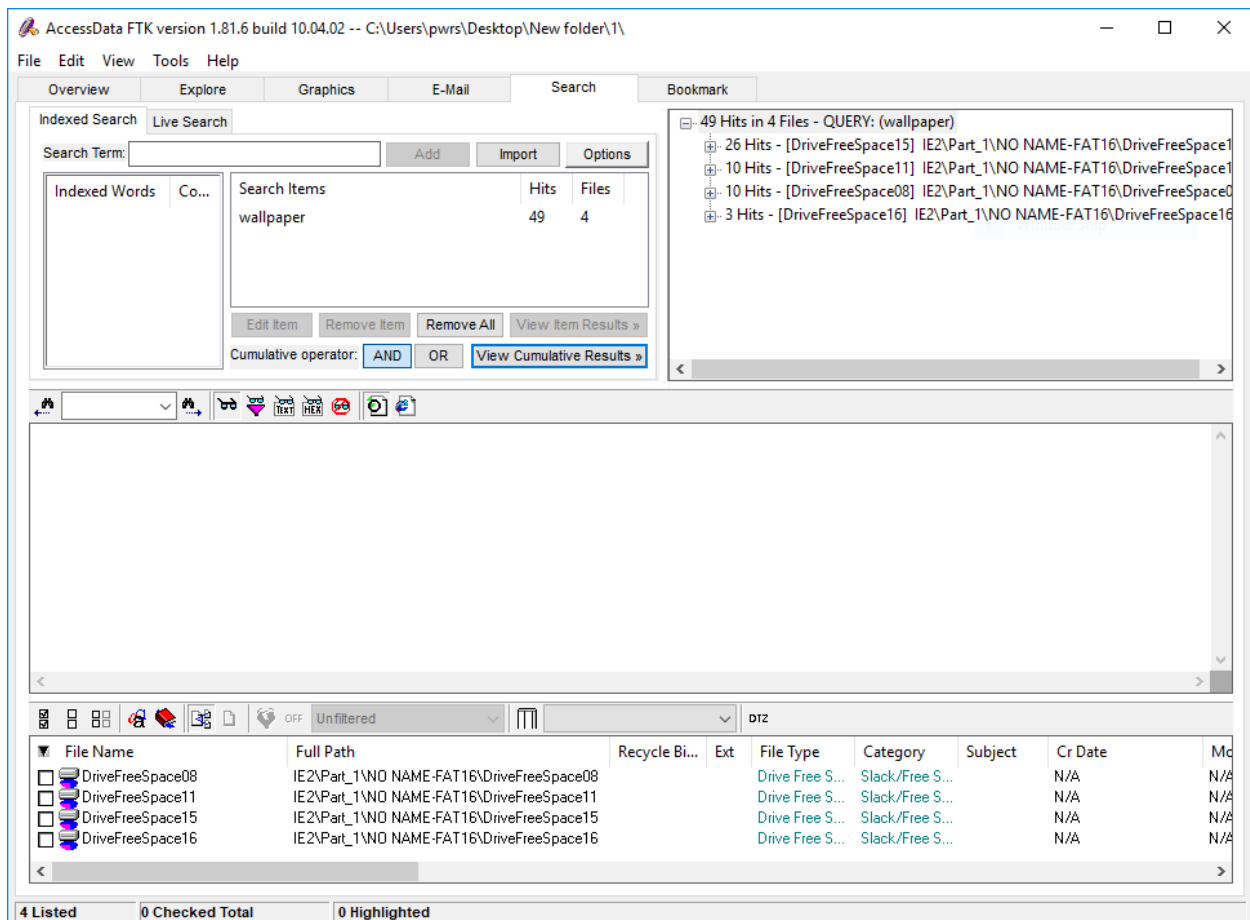 AccessData FTK version 1.81.6 build 10.04.02 -- C:\Users\pwrs\Desktop\New folder\1\
File Edit View Tools Help
Overview Explore Graphics E-Mail Search Bookmark
Indexed Search Live Search
Search Term: Add Import Options
Indexed Words Co...
Search Items Hits Files
wallpaper 49 4
Edit Item Remove Item Remove All View Item Results »
Cumulative operator: AND OR View Cumulative Results »
49 Hits in 4 Files - QUERY: (wallpaper)
26 Hits - [DriveFreeSpace15] IE2\Part_1\NO NAME-FAT16\DriveFreeSpace1
10 Hits - [DriveFreeSpace11] IE2\Part_1\NO NAME-FAT16\DriveFreeSpace1
10 Hits - [DriveFreeSpace08] IE2\Part_1\NO NAME-FAT16\DriveFreeSpace0
3 Hits - [DriveFreeSpace16] IE2\Part_1\NO NAME-FAT16\DriveFreeSpace16
TEXT HEX
OFF Unfiltered DTZ
File Name Full Path Recycle Bi... Ext File Type Category Subject Cr Date Mo
DriveFreeSpace08 IE2\Part_1\NO NAME-FAT16\DriveFreeSpace08 Drive Free S... Slack/Free S... N/A N/A
DriveFreeSpace11 IE2\Part_1\NO NAME-FAT16\DriveFreeSpace11 Drive Free S... Slack/Free S... N/A N/A
DriveFreeSpace15 IE2\Part_1\NO NAME-FAT16\DriveFreeSpace15 Drive Free S... Slack/Free S... N/A N/A
DriveFreeSpace16 IE2\Part_1\NO NAME-FAT16\DriveFreeSpace16 Drive Free S... Slack/Free S... N/A N/A
4 Listed 0 Checked Total 0 Highlighted